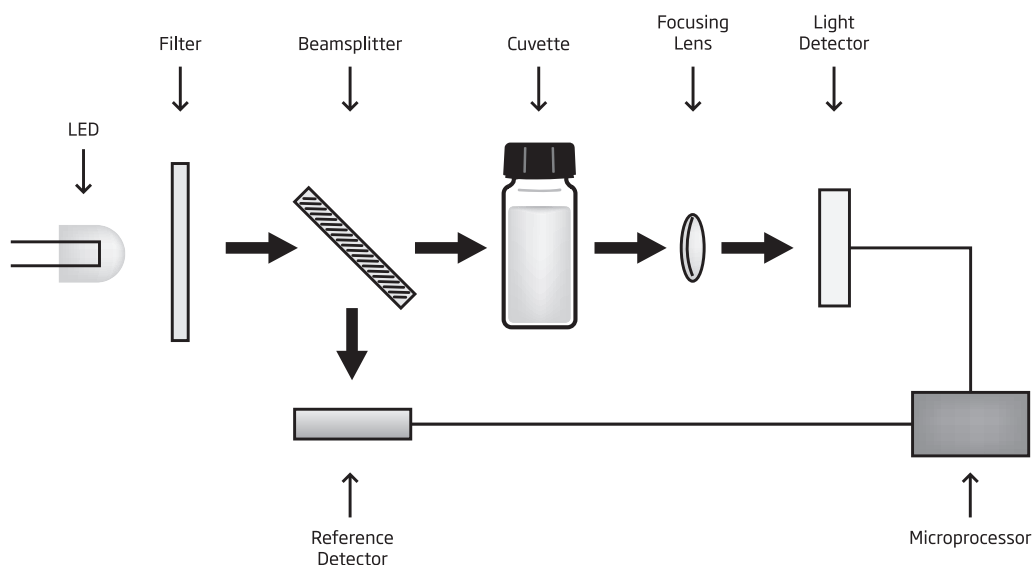 Filter
Beamsplitter
Cuvette
Focusing
Lens
Light
Detector
LED
Reference
Detector
Microprocessor